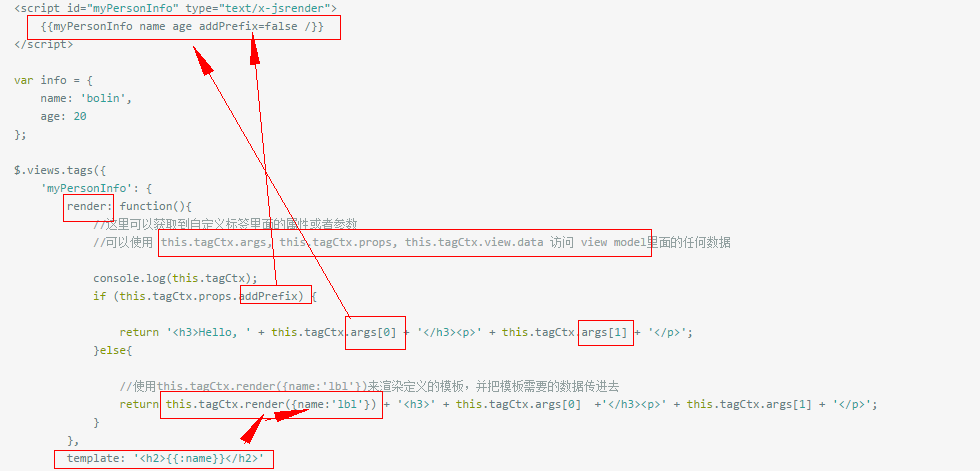 <script id="myPersonInfo" type="text/x-jsrender">
{{myPersonInfo name age addPrefix=false /}}
</script>
var info = {
name: 'bolin',
age: 20
};
$.views.tags({
'myPersonInfo': {
render: function(){
//这里可以获取到自定义标签里面的属性或者参数
//可以使用 this.tagCtx.args, this.tagCtx.props, this.tagCtx.view.data 访问 view model里面的任何数据
console.log(this.tagCtx);
if (this.tagCtx.props.addPrefix) {
return '<h3>Hello, ' + this.tagCtx.args[0] + '</h3><p>' + this.tagCtx.args[1] + '</p>';
}else{
//使用this.tagCtx.render({name:'lbl'})来渲染定义的模板，并把模板需要的数据传进去
return this.tagCtx.render({name:'lbl'}) + '<h3>' + this.tagCtx.args[0]  +'</h3><p>' + this.tagCtx.args[1] + '</p>';
}
},
template: '<h2>{{:name}}</h2>'